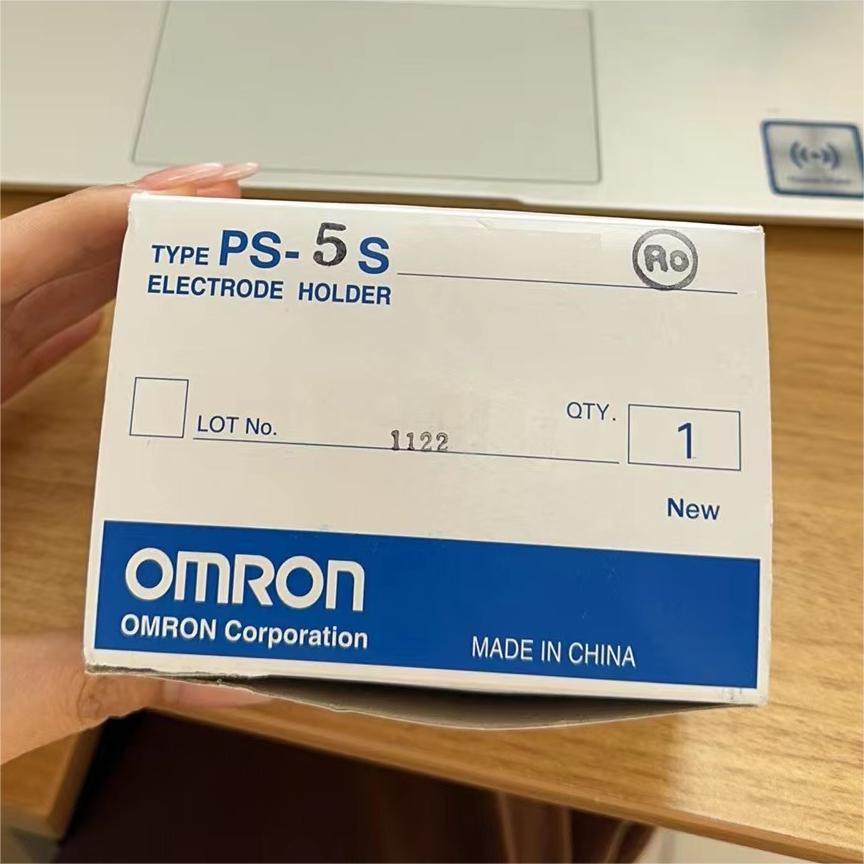 TYPE PS-5S
Ro
ELECTRODE HOLDER
LOT No. 1122
QTY. 1
New
OMRON
OMRON Corporation
MADE IN CHINA